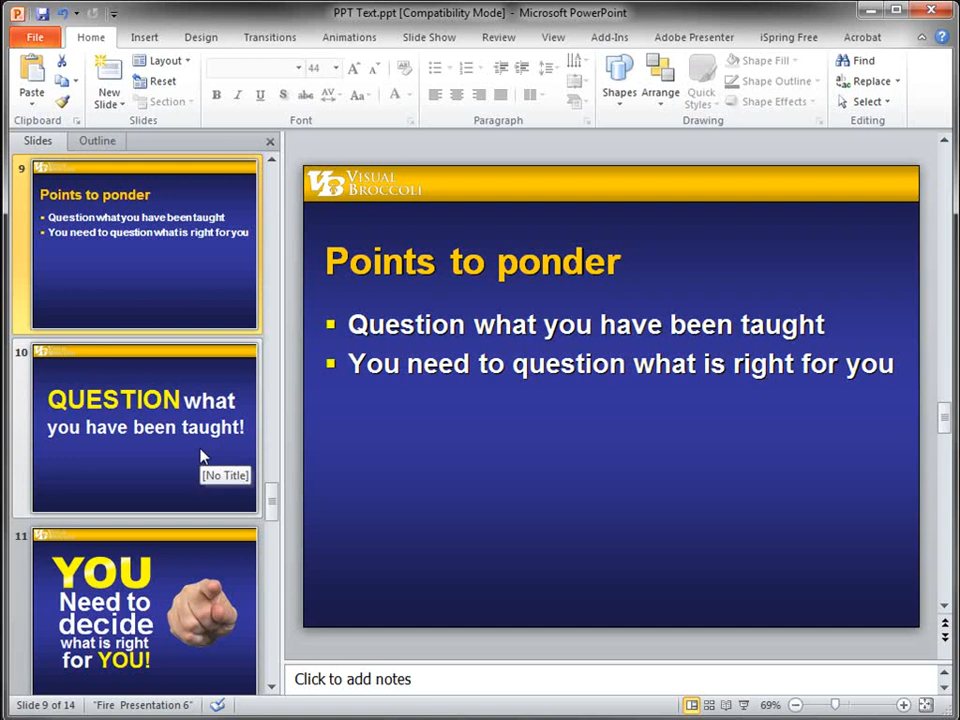 PPT Text.ppt [Compatibility Mode] - Microsoft PowerPoint
File Home Insert Design Transitions Animations Slide Show Review View Add-Ins Adobe Presenter iSpring Free Acrobat
Paste
Clipboard
New
Slide
Layout
Reset
Section
Slides
44
B I U S abc AV Aa A
Font
Paragraph
Shapes
Arrange
Quick
Styles
Shape Fill
Shape Outline
Shape Effects
Drawing
Find
Replace
Select
Editing
Slides Outline
9
Points to ponder
Question what you have been taught
You need to question what is right for you
10
QUESTION what
you have been taught!
[No Title]
11
YOU
Need to
decide
what is right
for YOU!
VB VISUAL
BROCCOLI
Points to ponder
Question what you have been taught
You need to question what is right for you
Click to add notes
Slide 9 of 14 "Fire Presentation 6" 69%